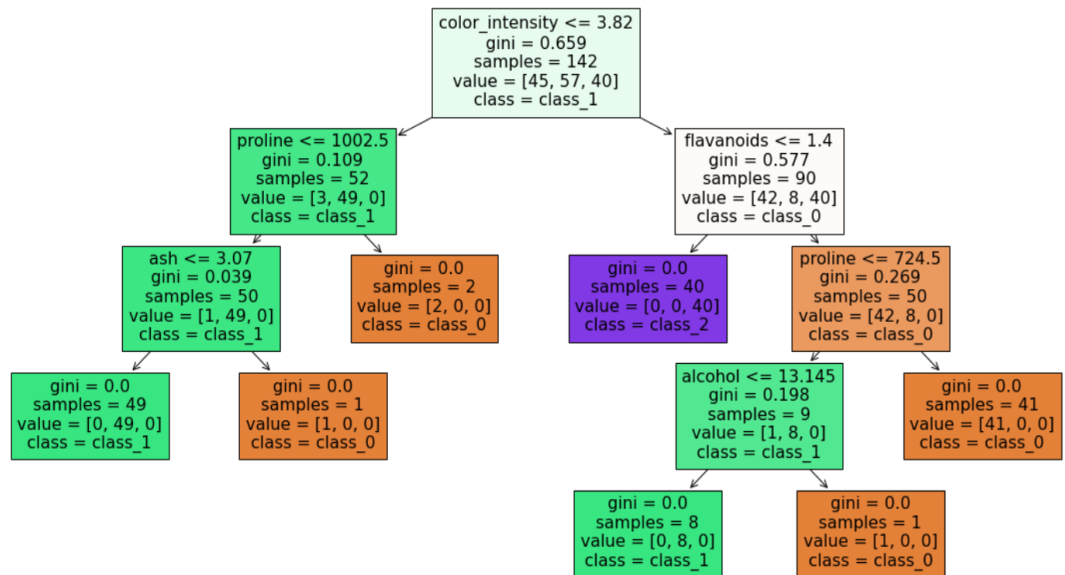 color_intensity <= 3.82
gini = 0.659
samples = 142
value = [45, 57, 40]
class = class_1
proline <= 1002.5
gini = 0.109
samples = 52
value = [3, 49, 0]
class = class_1
flavanoids <= 1.4
gini = 0.577
samples = 90
value = [42, 8, 40]
class = class_0
ash <= 3.07
gini = 0.039
samples = 50
value = [1, 49, 0]
class = class_1
gini = 0.0
samples = 2
value = [2, 0, 0]
class = class_0
gini = 0.0
samples = 40
value = [0, 0, 40]
class = class_2
proline <= 724.5
gini = 0.269
samples = 50
value = [42, 8, 0]
class = class_0
gini = 0.0
samples = 49
value = [0, 49, 0]
class = class_1
gini = 0.0
samples = 1
value = [1, 0, 0]
class = class_0
alcohol <= 13.145
gini = 0.198
samples = 9
value = [1, 8, 0]
class = class_1
gini = 0.0
samples = 41
value = [41, 0, 0]
class = class_0
gini = 0.0
samples = 8
value = [0, 8, 0]
class = class_1
gini = 0.0
samples = 1
value = [1, 0, 0]
class = class_0